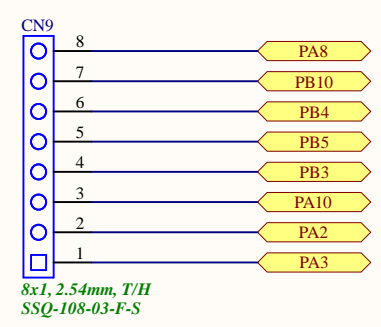 CN9
8 PA8
7 PB10
6 PB4
5 PB5
4 PB3
3 PA10
2 PA2
1 PA3
8x1, 2.54mm, T/H
SSQ-108-03-F-S